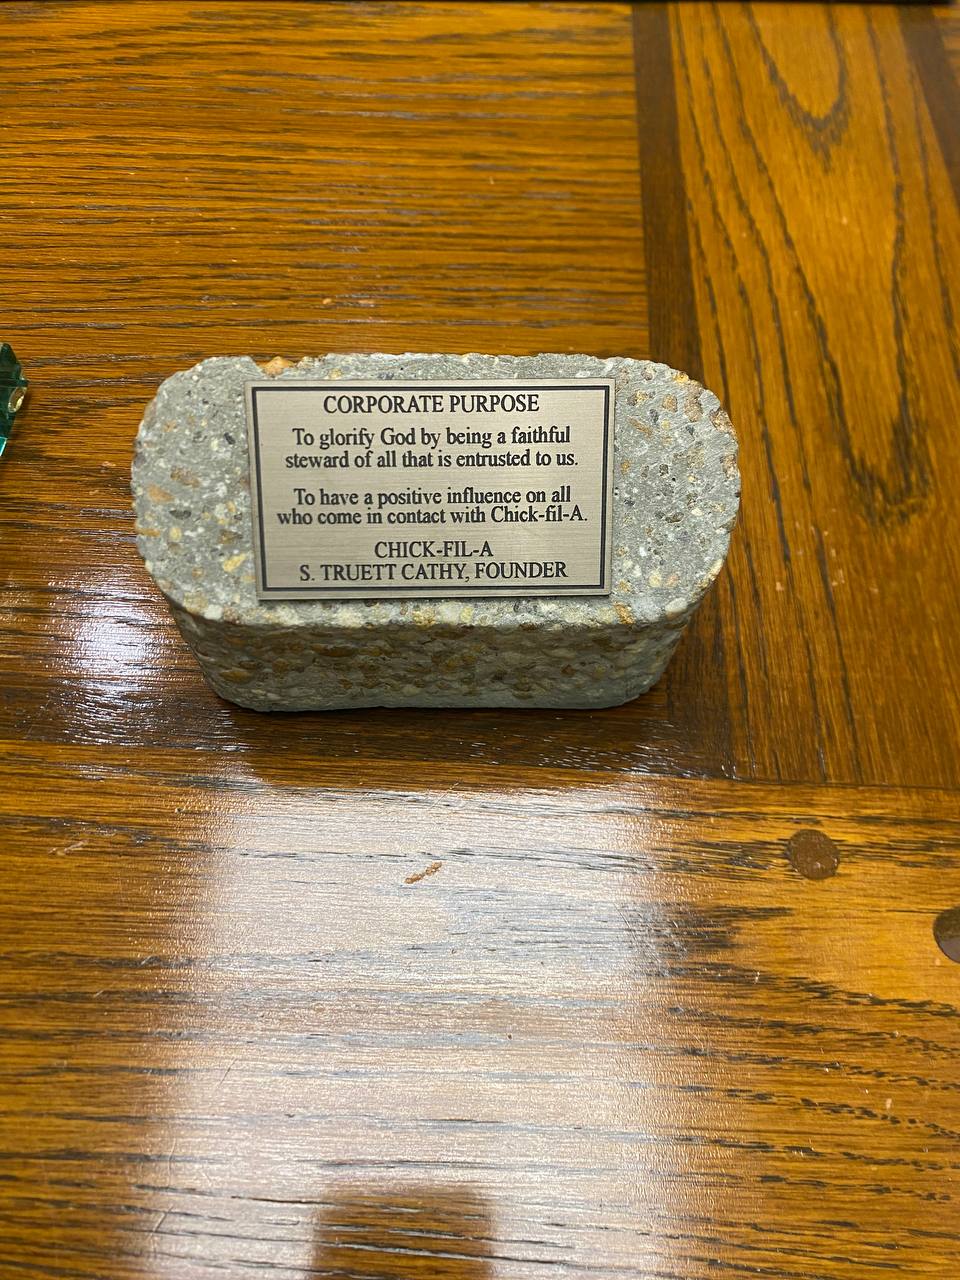 CORPORATE PURPOSE
To glorify God by being a faithful
steward of all that is entrusted to us.
To have a positive influence on all
who come in contact with Chick-fil-A.
CHICK-FIL-A
S. TRUETT CATHY, FOUNDER